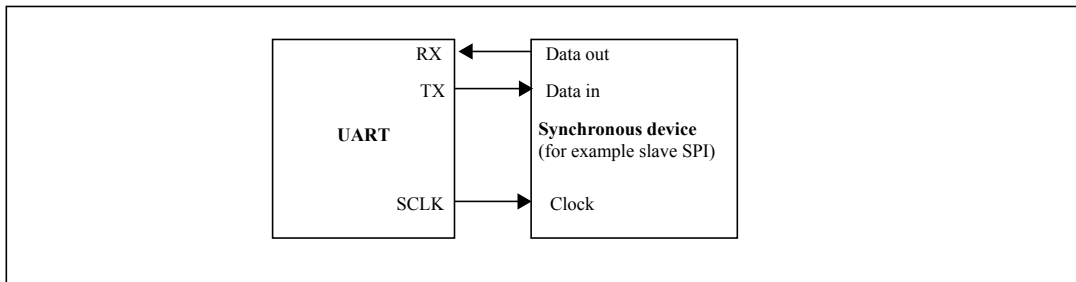 RX
Data out
TX
Data in
UART
Synchronous device
(for example slave SPI)
SCLK
Clock